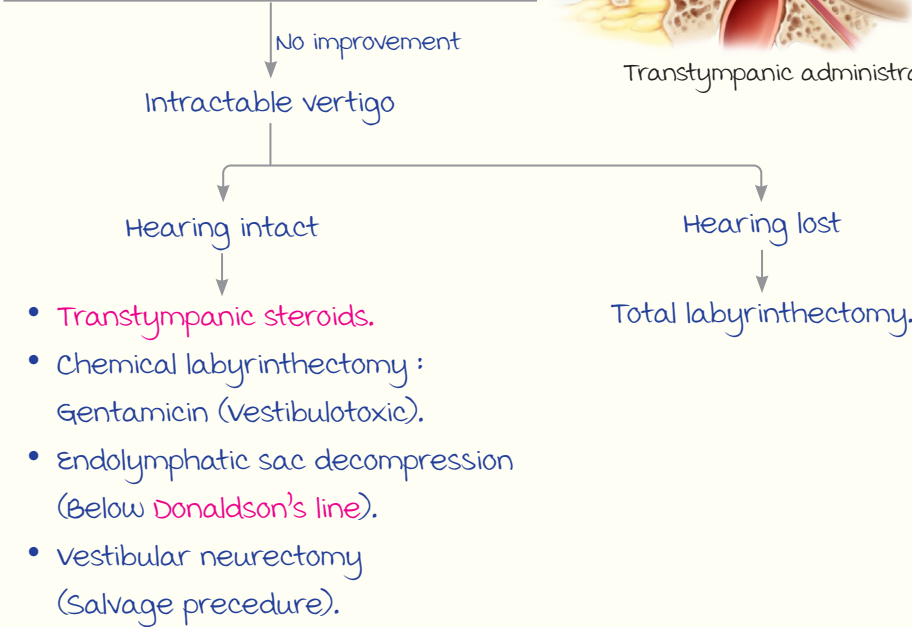 No improvement
Transtympanic
Intractable vertigo
Hearing intact
Hearing lost
• Transtympanic steroids.
Total labyrinthectomy.
• Chemical labyrinthectomy :
Gentamicin (Vestibulotoxic).
• Endolymphatic sac decompression
(Below Donaldson's line).
• Vestibular neurectomy
(Salvage precedure).